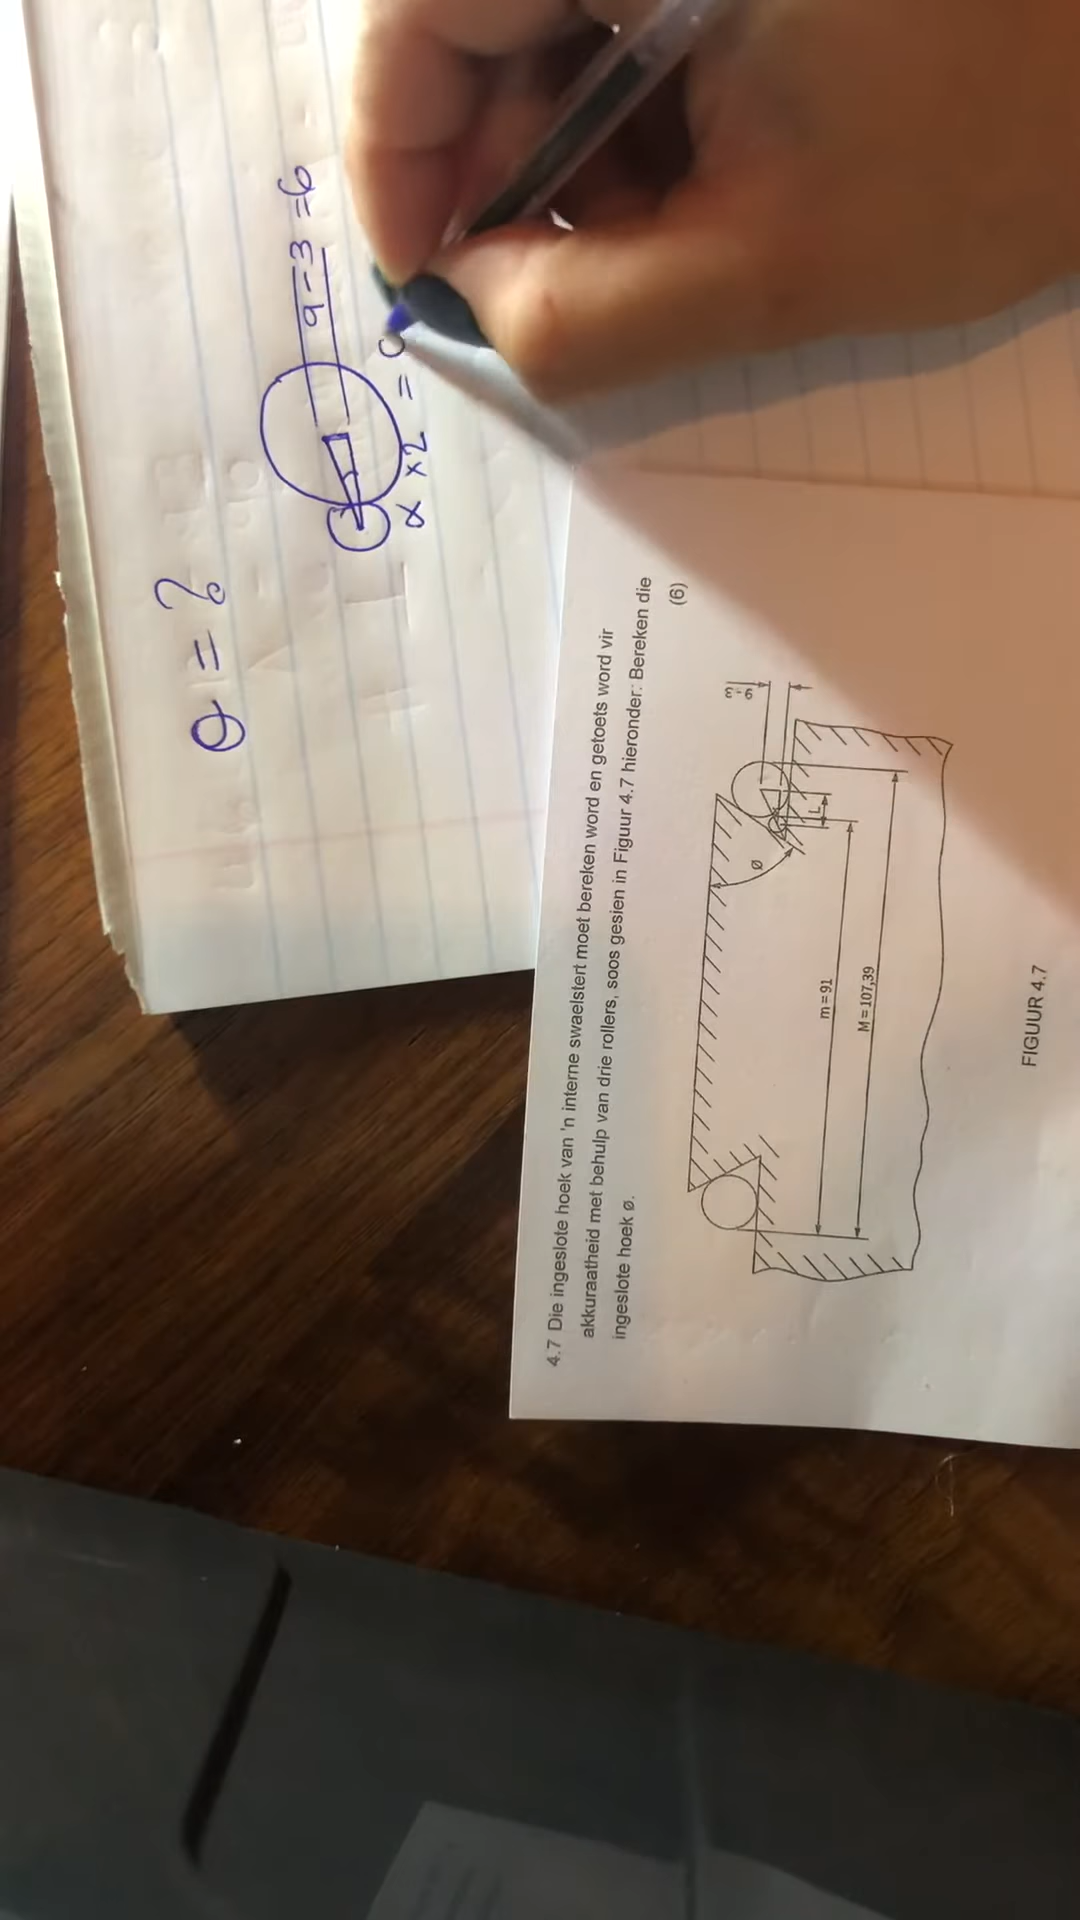 θ = ?
9-3 =6
α x2 =
4.7 Die ingeslote hoek van 'n interne swaelstert moet bereken word en getoets word vir
akkuraatheid met behulp van drie rollers, soos gesien in Figuur 4.7 hieronder: Bereken die
ingeslote hoek ø.
(6)
9-3
L
ø
m = 91
M = 107,39
FIGUUR 4.7